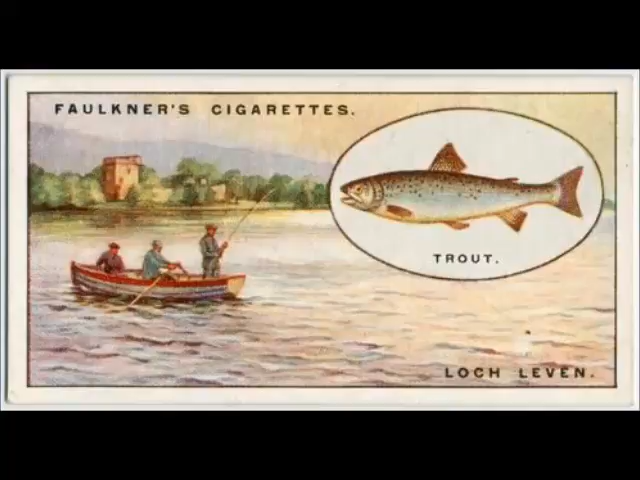 FAULKNER'S CIGARETTES.
TROUT.
LOCH LEVEN.